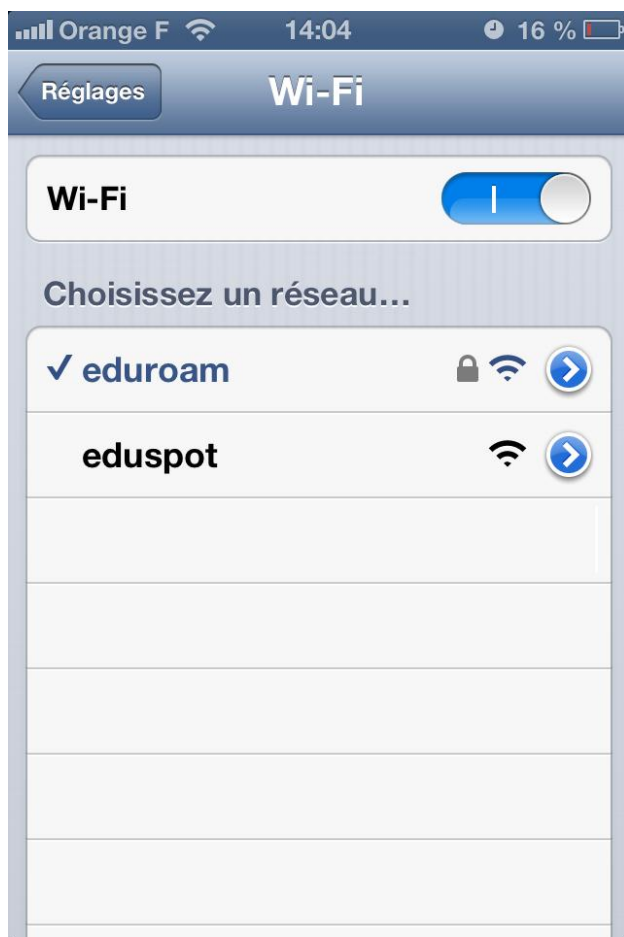 Orange F 14:04 16 %
Réglages Wi-Fi
Wi-Fi
Choisissez un réseau...
✓ eduroam
eduspot